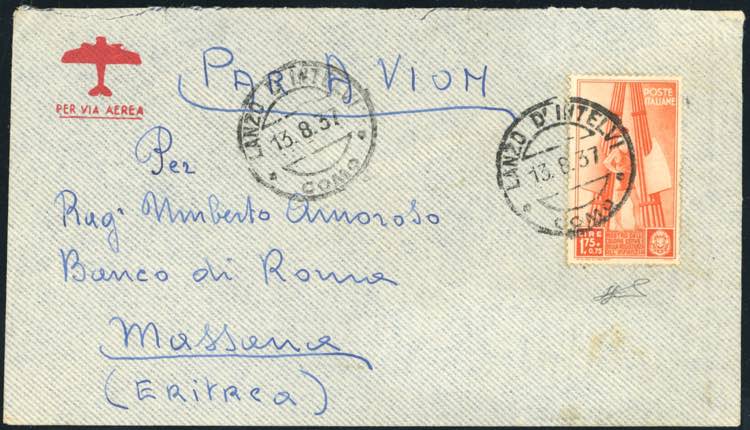 PAR AVIOM
PER VIA AEREA
LANZO D'INTELVI
13.8.37
COMO
LANZO D'INTELVI
13.8.37
COMO
POSTE
ITALIANE
LIRE
1,75+
0,75
Per
Rag' Umberto Amoroso
Banco di Roma
Massaua
(ERitREA)